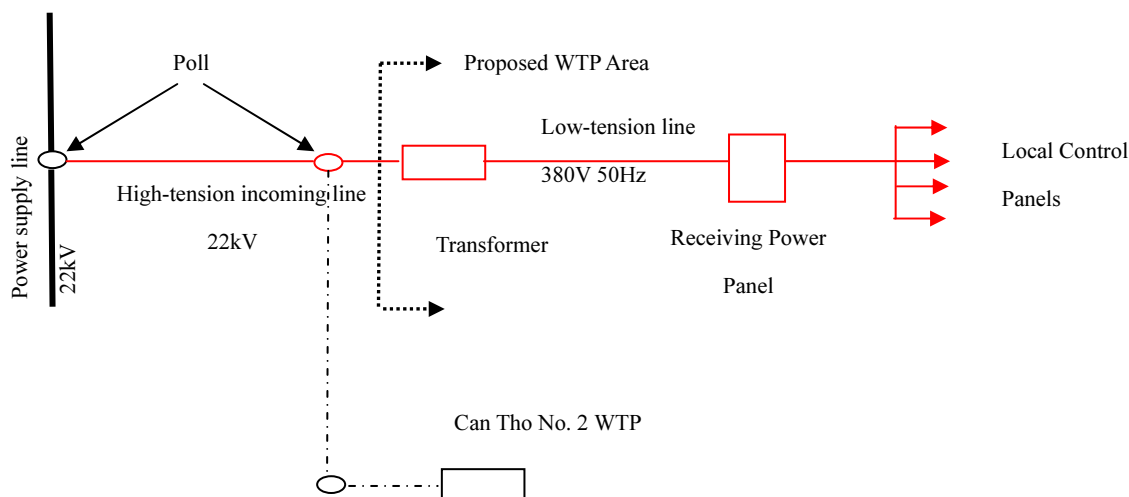 Poll
Proposed WTP Area
Low-tension line
380V 50Hz
Local Control
Panels
High-tension incoming line
22kV
Power supply line
22kV
Transformer
Receiving Power
Panel
Can Tho No. 2 WTP